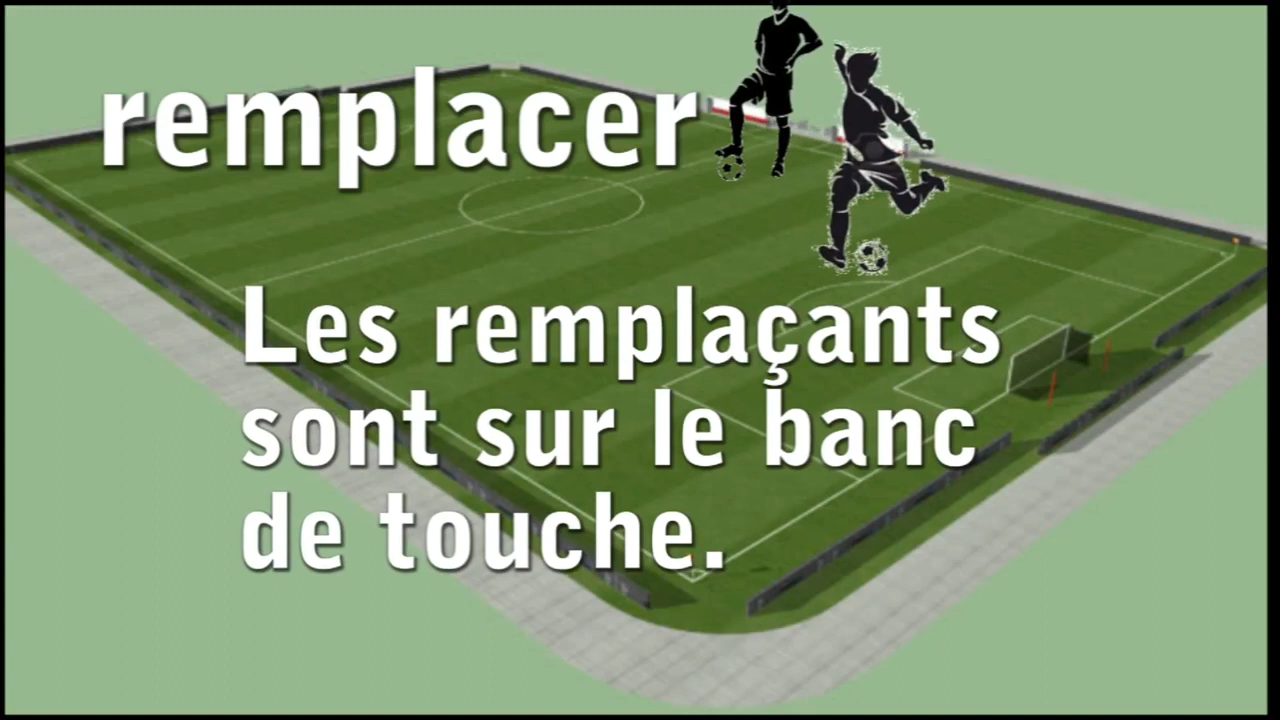 remplacer
Les remplaçants
sont sur le banc
de touche.